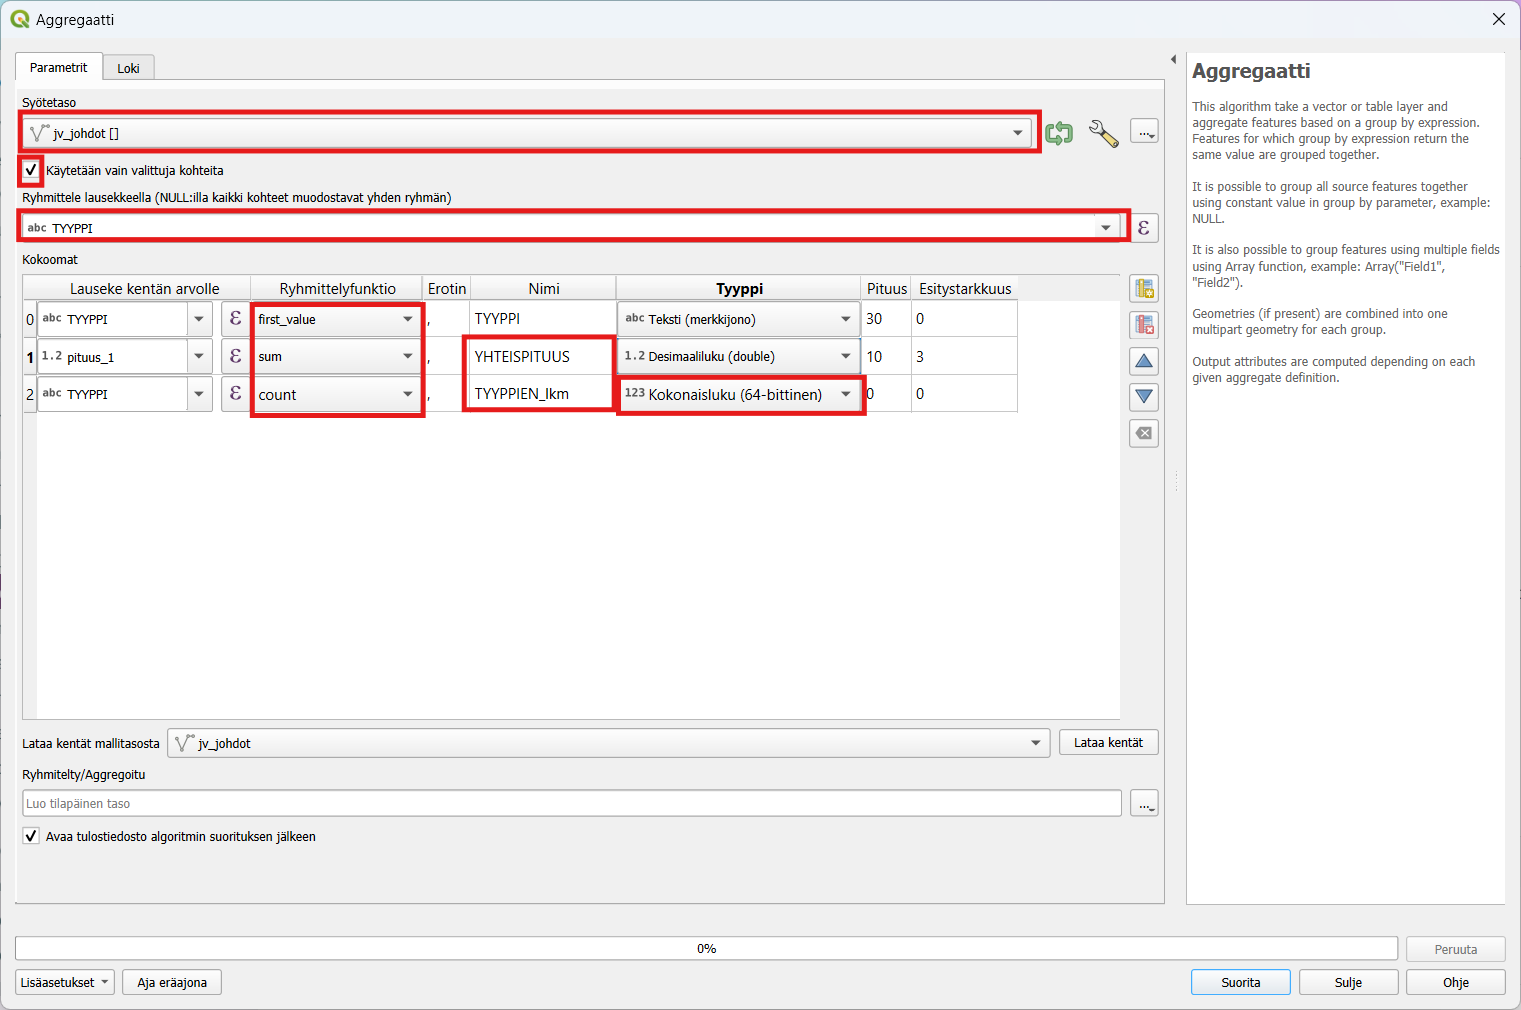 Aggregaatti
Parametrit
Loki
Syötetaso
jv_johdot []
...
Käytetään vain valittuja kohteita
Ryhmittele lausekkeella (NULL:illa kaikki kohteet muodostavat yhden ryhmän)
abc TYYPPI
ε
Kokoomat
Lauseke kentän arvolle Ryhmittelyfunktio Erotin Nimi Tyyppi Pituus Esitystarkkuus
0 abc TYYPPI ε first_value , TYYPPI abc Teksti (merkkijono) 30 0
1 1.2 pituus_1 ε sum , YHTEISPITUUS 1.2 Desimaaliluku (double) 10 3
2 abc TYYPPI ε count , TYYPPIEN_lkm 123 Kokonaisluku (64-bittinen) 0 0
Lataa kentät mallitasosta jv_johdot Lataa kentät
Ryhmitelty/Aggregoitu
Luo tilapäinen taso
...
Avaa tulostiedosto algoritmin suorituksen jälkeen
Aggregaatti
This algorithm take a vector or table layer and
aggregate features based on a group by expression.
Features for which group by expression return the
same value are grouped together.
It is possible to group all source features together
using constant value in group by parameter, example:
NULL.
It is also possible to group features using multiple fields
using Array function, example: Array("Field1",
"Field2").
Geometries (if present) are combined into one
multipart geometry for each group.
Output attributes are computed depending on each
given aggregate definition.
0%
Peruuta
Lisäasetukset
Aja eräajona
Suorita
Sulje
Ohje